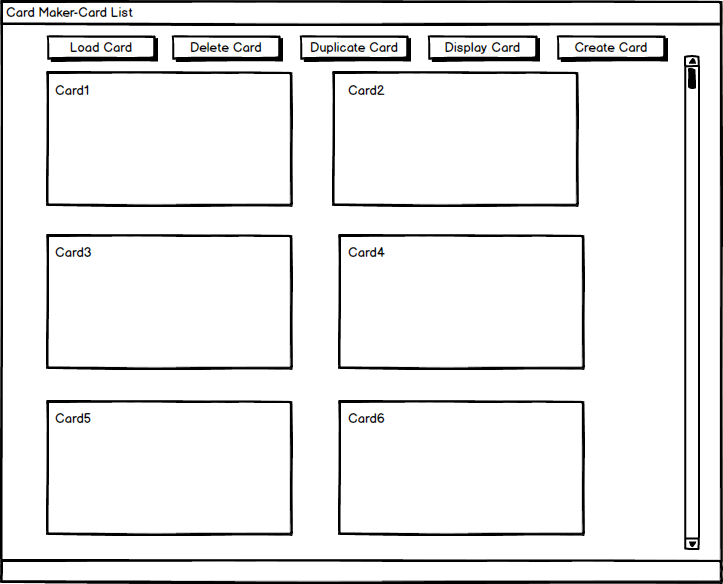 Card Maker-Card List
Load Card
Delete Card
Duplicate Card
Display Card
Create Card
Card1
Card2
Card3
Card4
Card5
Card6